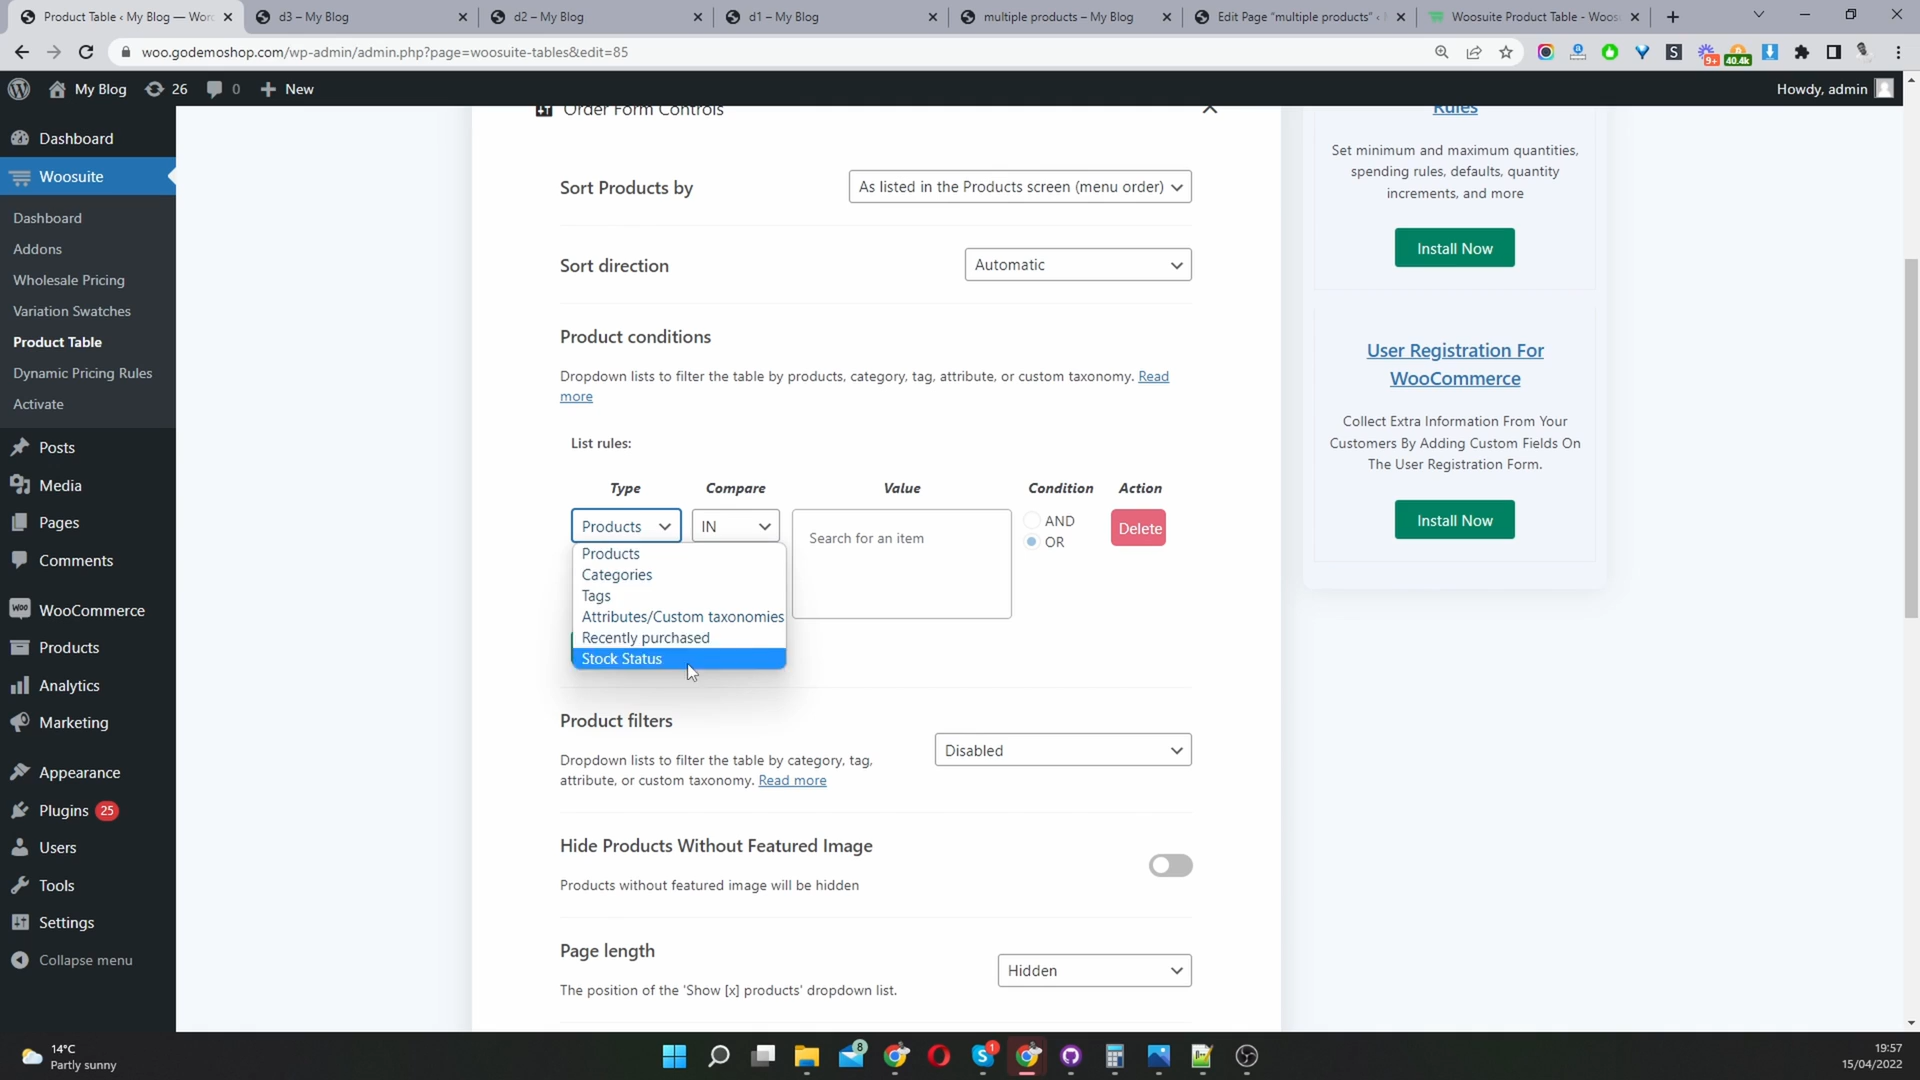 Product Table ‹ My Blog — Wor
d3 – My Blog
d2 – My Blog
d1 – My Blog
multiple products – My Blog
Edit Page "multiple products" ‹
Woosuite Product Table - Woos
woo.godemoshop.com/wp-admin/admin.php?page=woosuite-tables&edit=85
9+
40.4k
My Blog
26
0
New
Howdy, admin
Dashboard
Woosuite
Dashboard
Addons
Wholesale Pricing
Variation Swatches
Product Table
Dynamic Pricing Rules
Activate
Posts
Media
Pages
Comments
WooCommerce
Products
Analytics
Marketing
Appearance
Plugins 25
Users
Tools
Settings
Collapse menu
Order Form Controls
Sort Products by
As listed in the Products screen (menu order)
Sort direction
Automatic
Product conditions
Dropdown lists to filter the table by products, category, tag, attribute, or custom taxonomy. Read
more
List rules:
Type Compare Value Condition Action
Products
IN
Search for an item
AND
OR
Delete
Products
Categories
Tags
Attributes/Custom taxonomies
Recently purchased
Stock Status
Product filters
Dropdown lists to filter the table by category, tag,
attribute, or custom taxonomy. Read more
Disabled
Hide Products Without Featured Image
Products without featured image will be hidden
Page length
The position of the 'Show [x] products' dropdown list.
Hidden
Rules
Set minimum and maximum quantities,
spending rules, defaults, quantity
increments, and more
Install Now
User Registration For
WooCommerce
Collect Extra Information From Your
Customers By Adding Custom Fields On
The User Registration Form.
Install Now
14°C
Partly sunny
8
1
19:57
15/04/2022